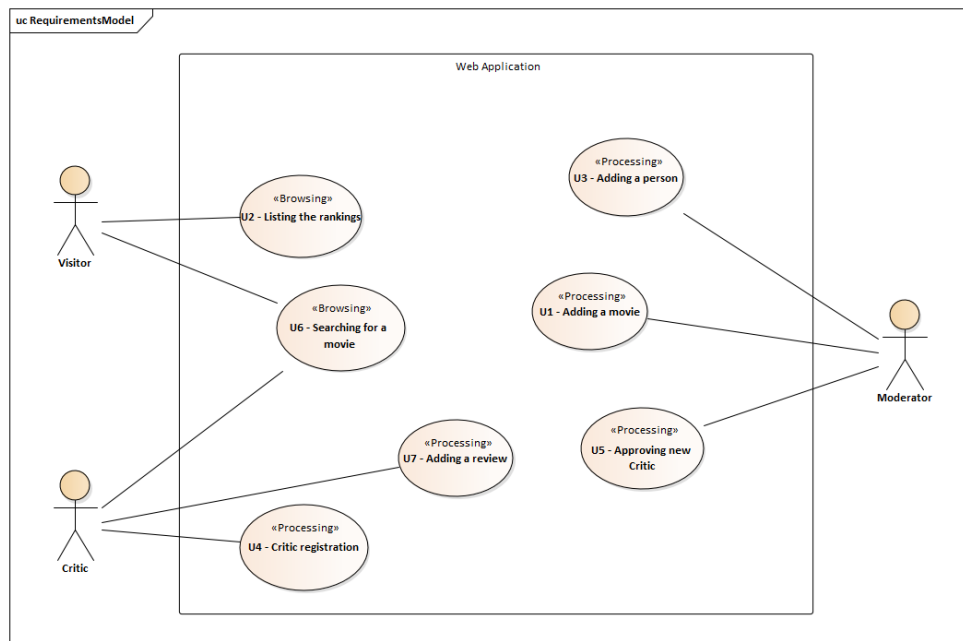 uc RequirementsModel
Web Application
«Processing»
U3 - Adding a person
«Browsing»
U2 - Listing the rankings
Visitor
«Processing»
U1 - Adding a movie
«Browsing»
U6 - Searching for a
movie
Moderator
«Processing»
U5 - Approving new
Critic
«Processing»
U7 - Adding a review
«Processing»
U4 - Critic registration
Critic